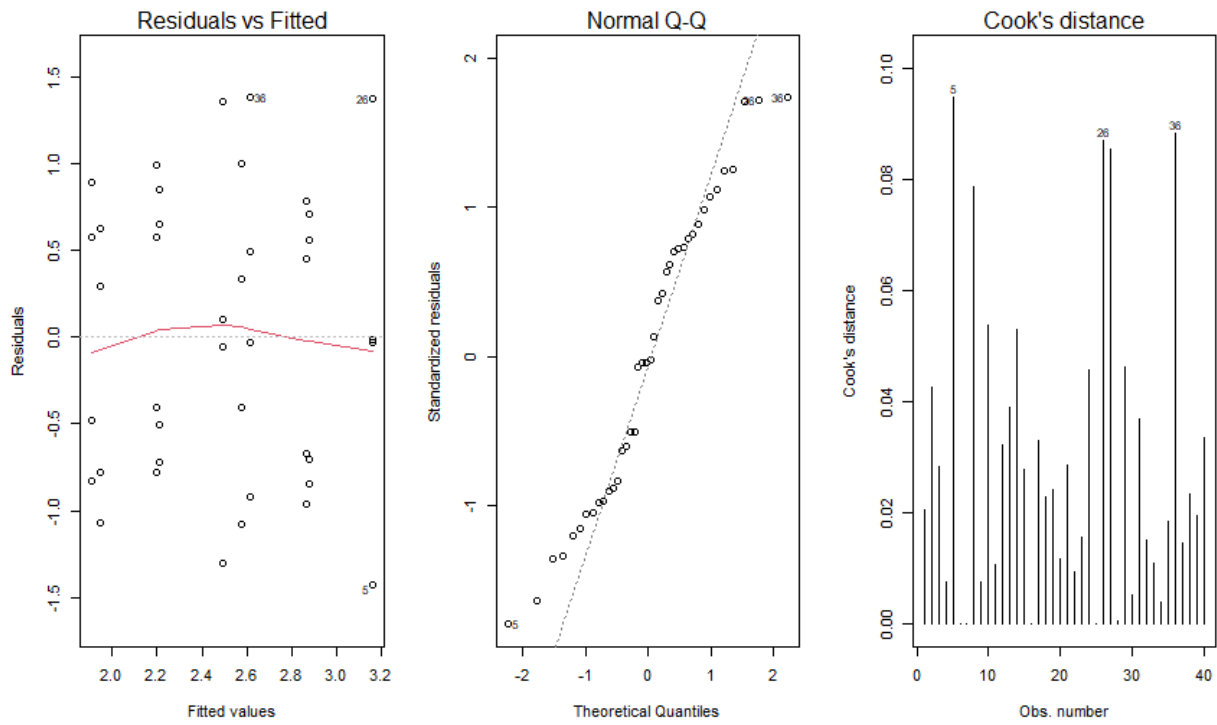 Residuals vs Fitted
Residuals
1.5
1.0
0.5
0.0
-0.5
-1.0
-1.5
36
26
5
2.0 2.2 2.4 2.6 2.8 3.0 3.2
Fitted values
Normal Q-Q
Standardized residuals
2
1
0
-1
36
36
5
-2 -1 0 1 2
Theoretical Quantiles
Cook's distance
Cook's distance
0.10
0.08
0.06
0.04
0.02
0.00
5
26
36
0 10 20 30 40
Obs. number